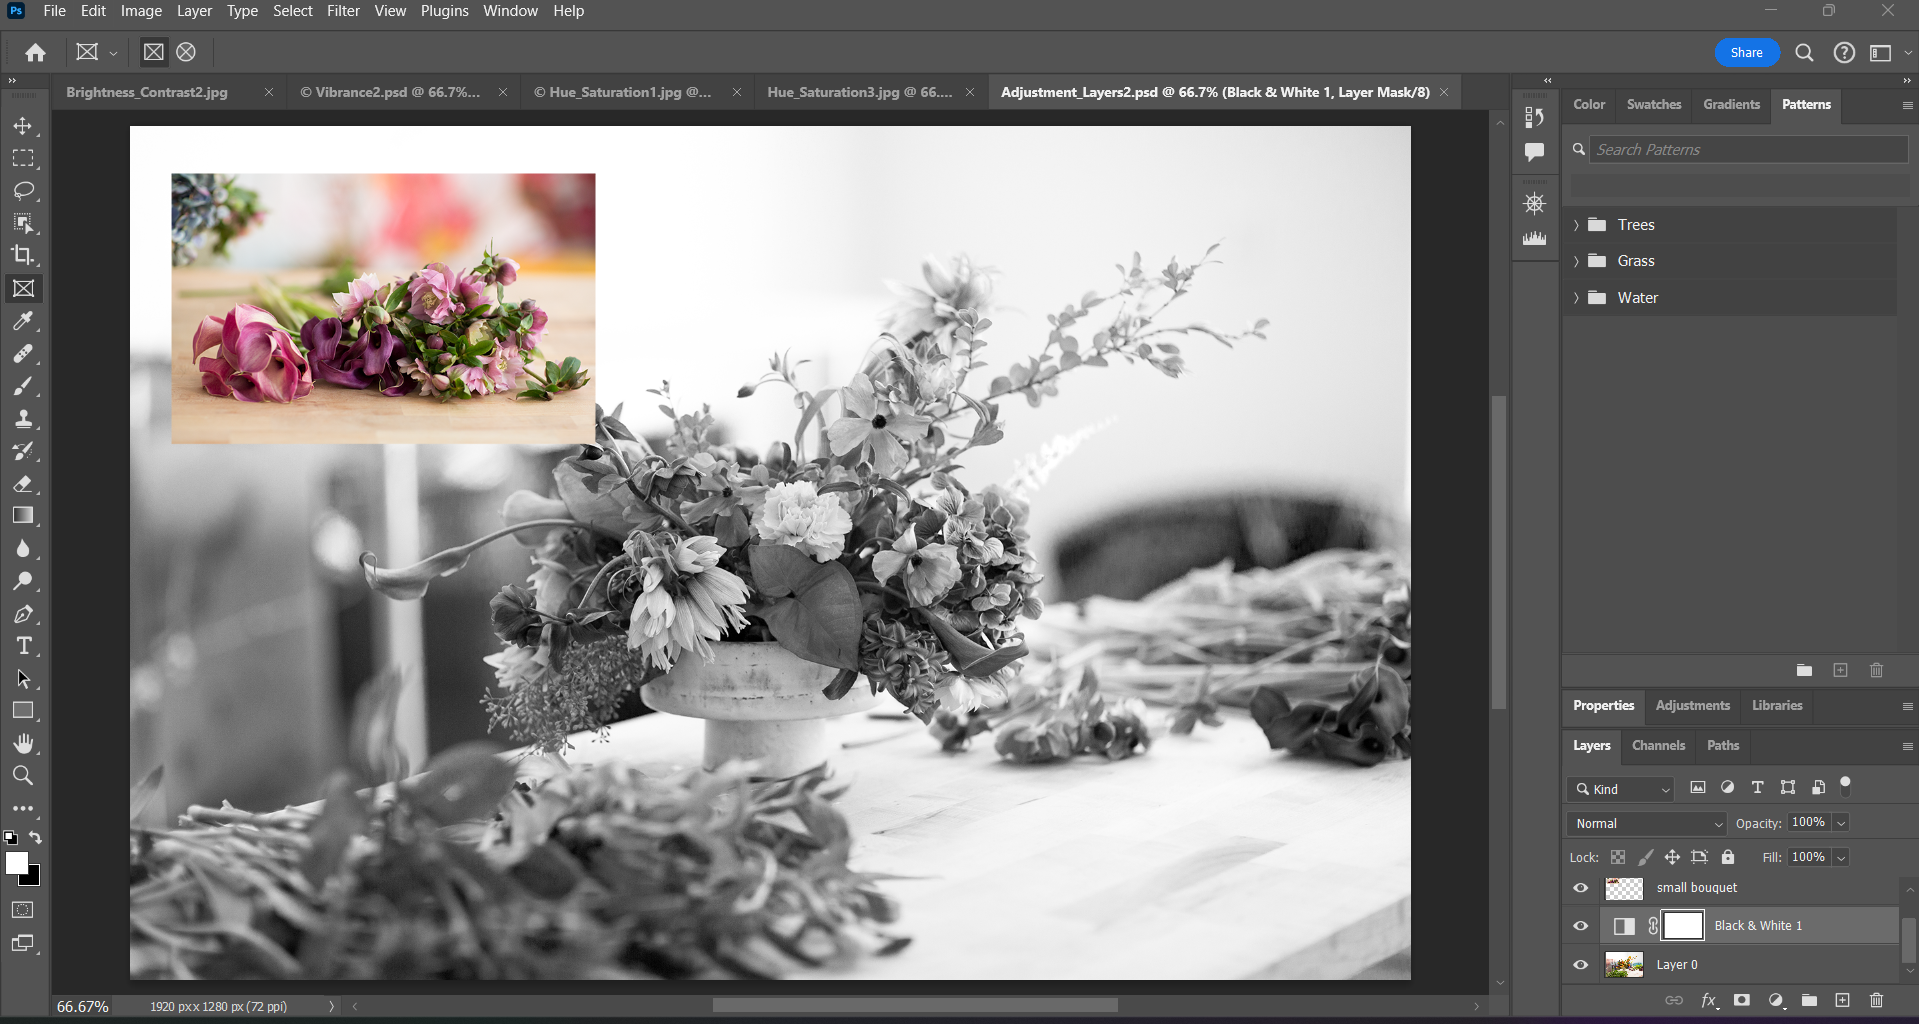 Ps File Edit Image Layer Type Select Filter View Plugins Window Help
Share
Brightness_Contrast2.jpg © Vibrance2.psd @ 66.7%... © Hue_Saturation1.jpg @... Hue_Saturation3.jpg @ 66.... Adjustment_Layers2.psd @ 66.7% (Black & White 1, Layer Mask/8)
Color Swatches Gradients Patterns
Search Patterns
Trees
Grass
Water
Properties Adjustments Libraries
Layers Channels Paths
Kind
Normal Opacity: 100%
Lock: Fill: 100%
small bouquet
Black & White 1
Layer 0
fx
66.67% 1920 px x 1280 px (72 ppi)